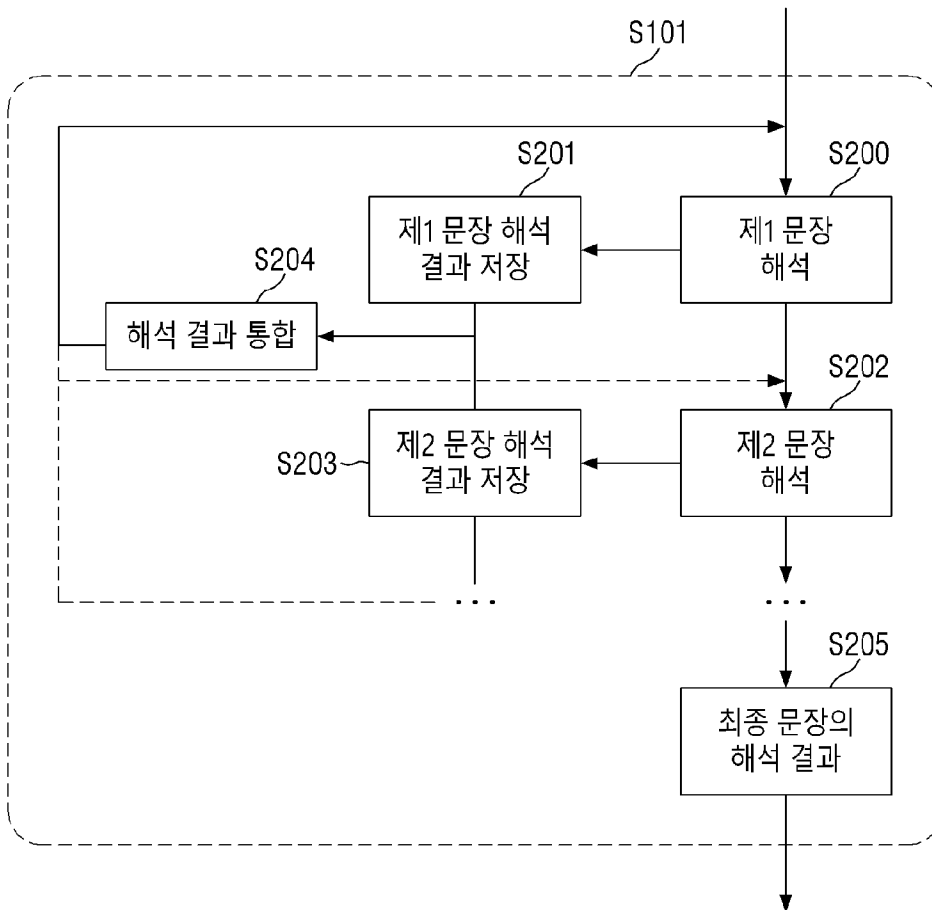 S101
S201
S200
제1 문장 해석
결과 저장
제1 문장
해석
S204
해석 결과 통합
S202
제2 문장 해석
결과 저장
S203
제2 문장
해석
...
...
S205
최종 문장의
해석 결과